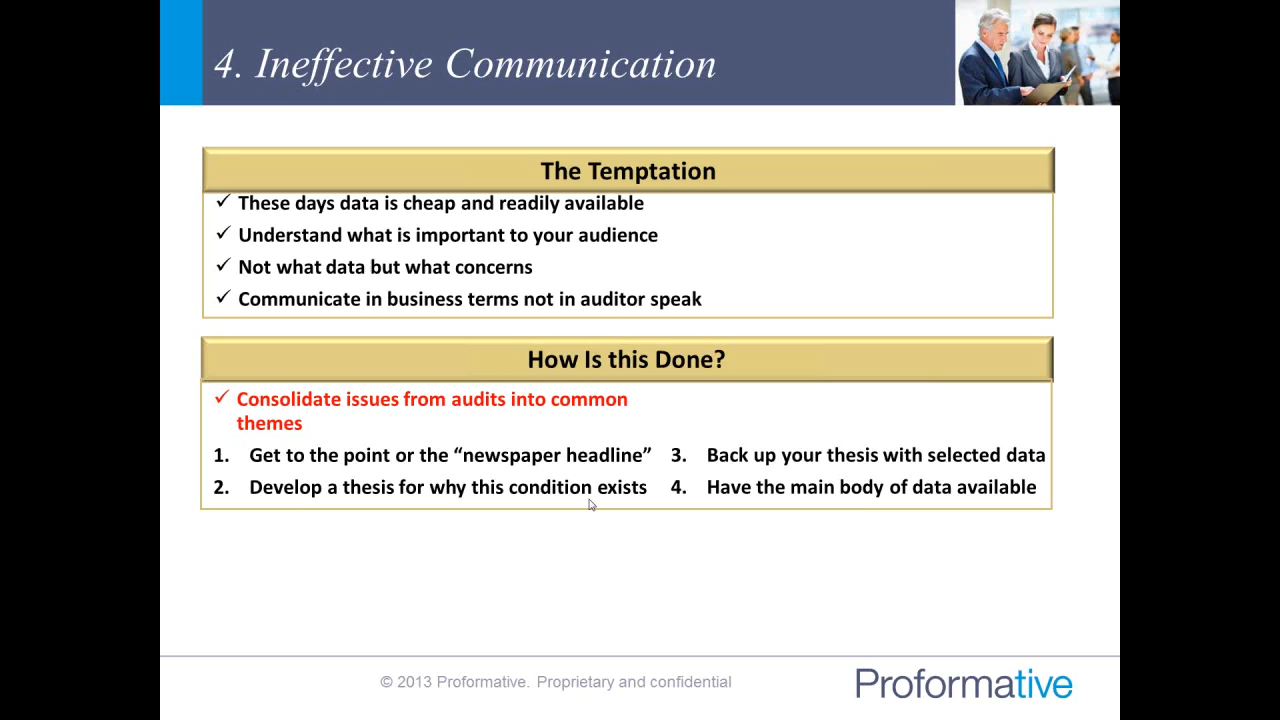 4. Ineffective Communication
The Temptation
✓ These days data is cheap and readily available
✓ Understand what is important to your audience
✓ Not what data but what concerns
✓ Communicate in business terms not in auditor speak
How Is this Done?
✓ Consolidate issues from audits into common
themes
1. Get to the point or the “newspaper headline”
2. Develop a thesis for why this condition exists
3. Back up your thesis with selected data
4. Have the main body of data available
© 2013 Proformative. Proprietary and confidential
Proformative